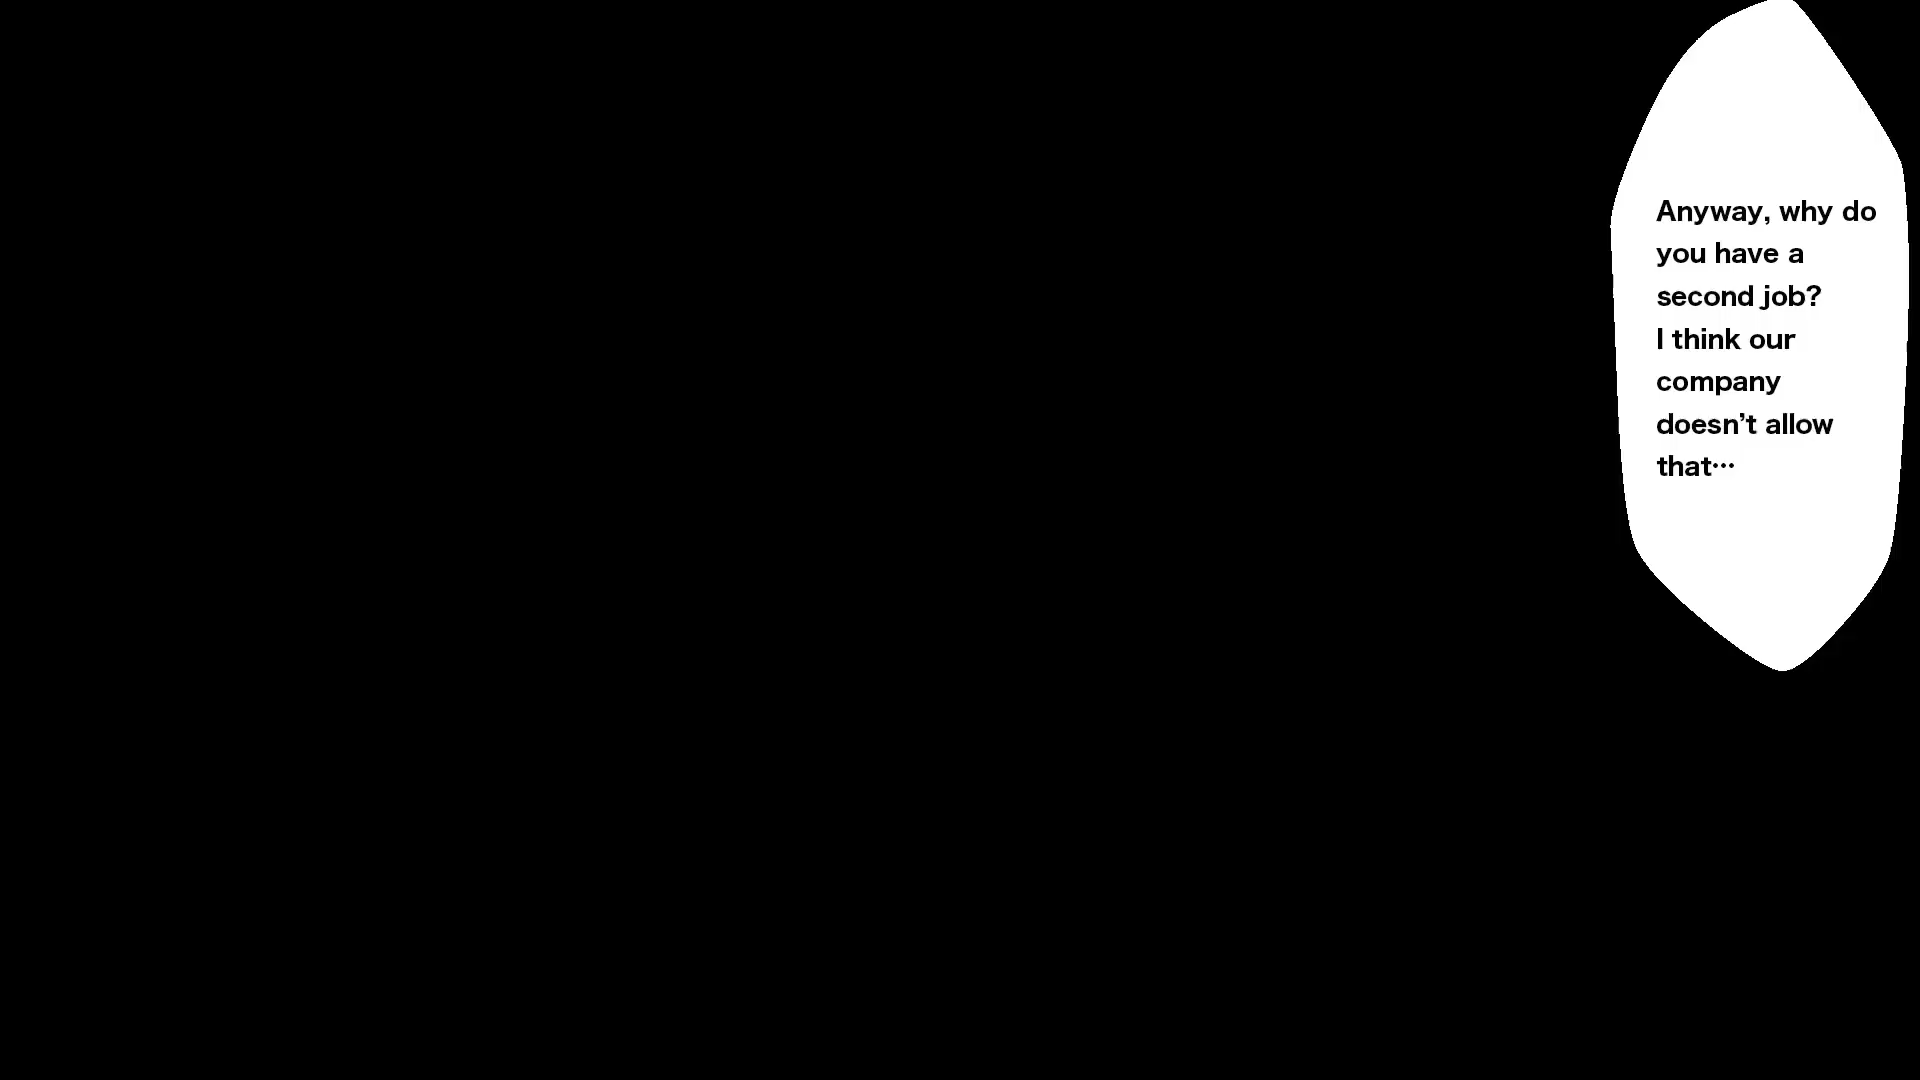 Anyway, why do
you have a
second job?
I think our
company
doesn’t allow
that⋯